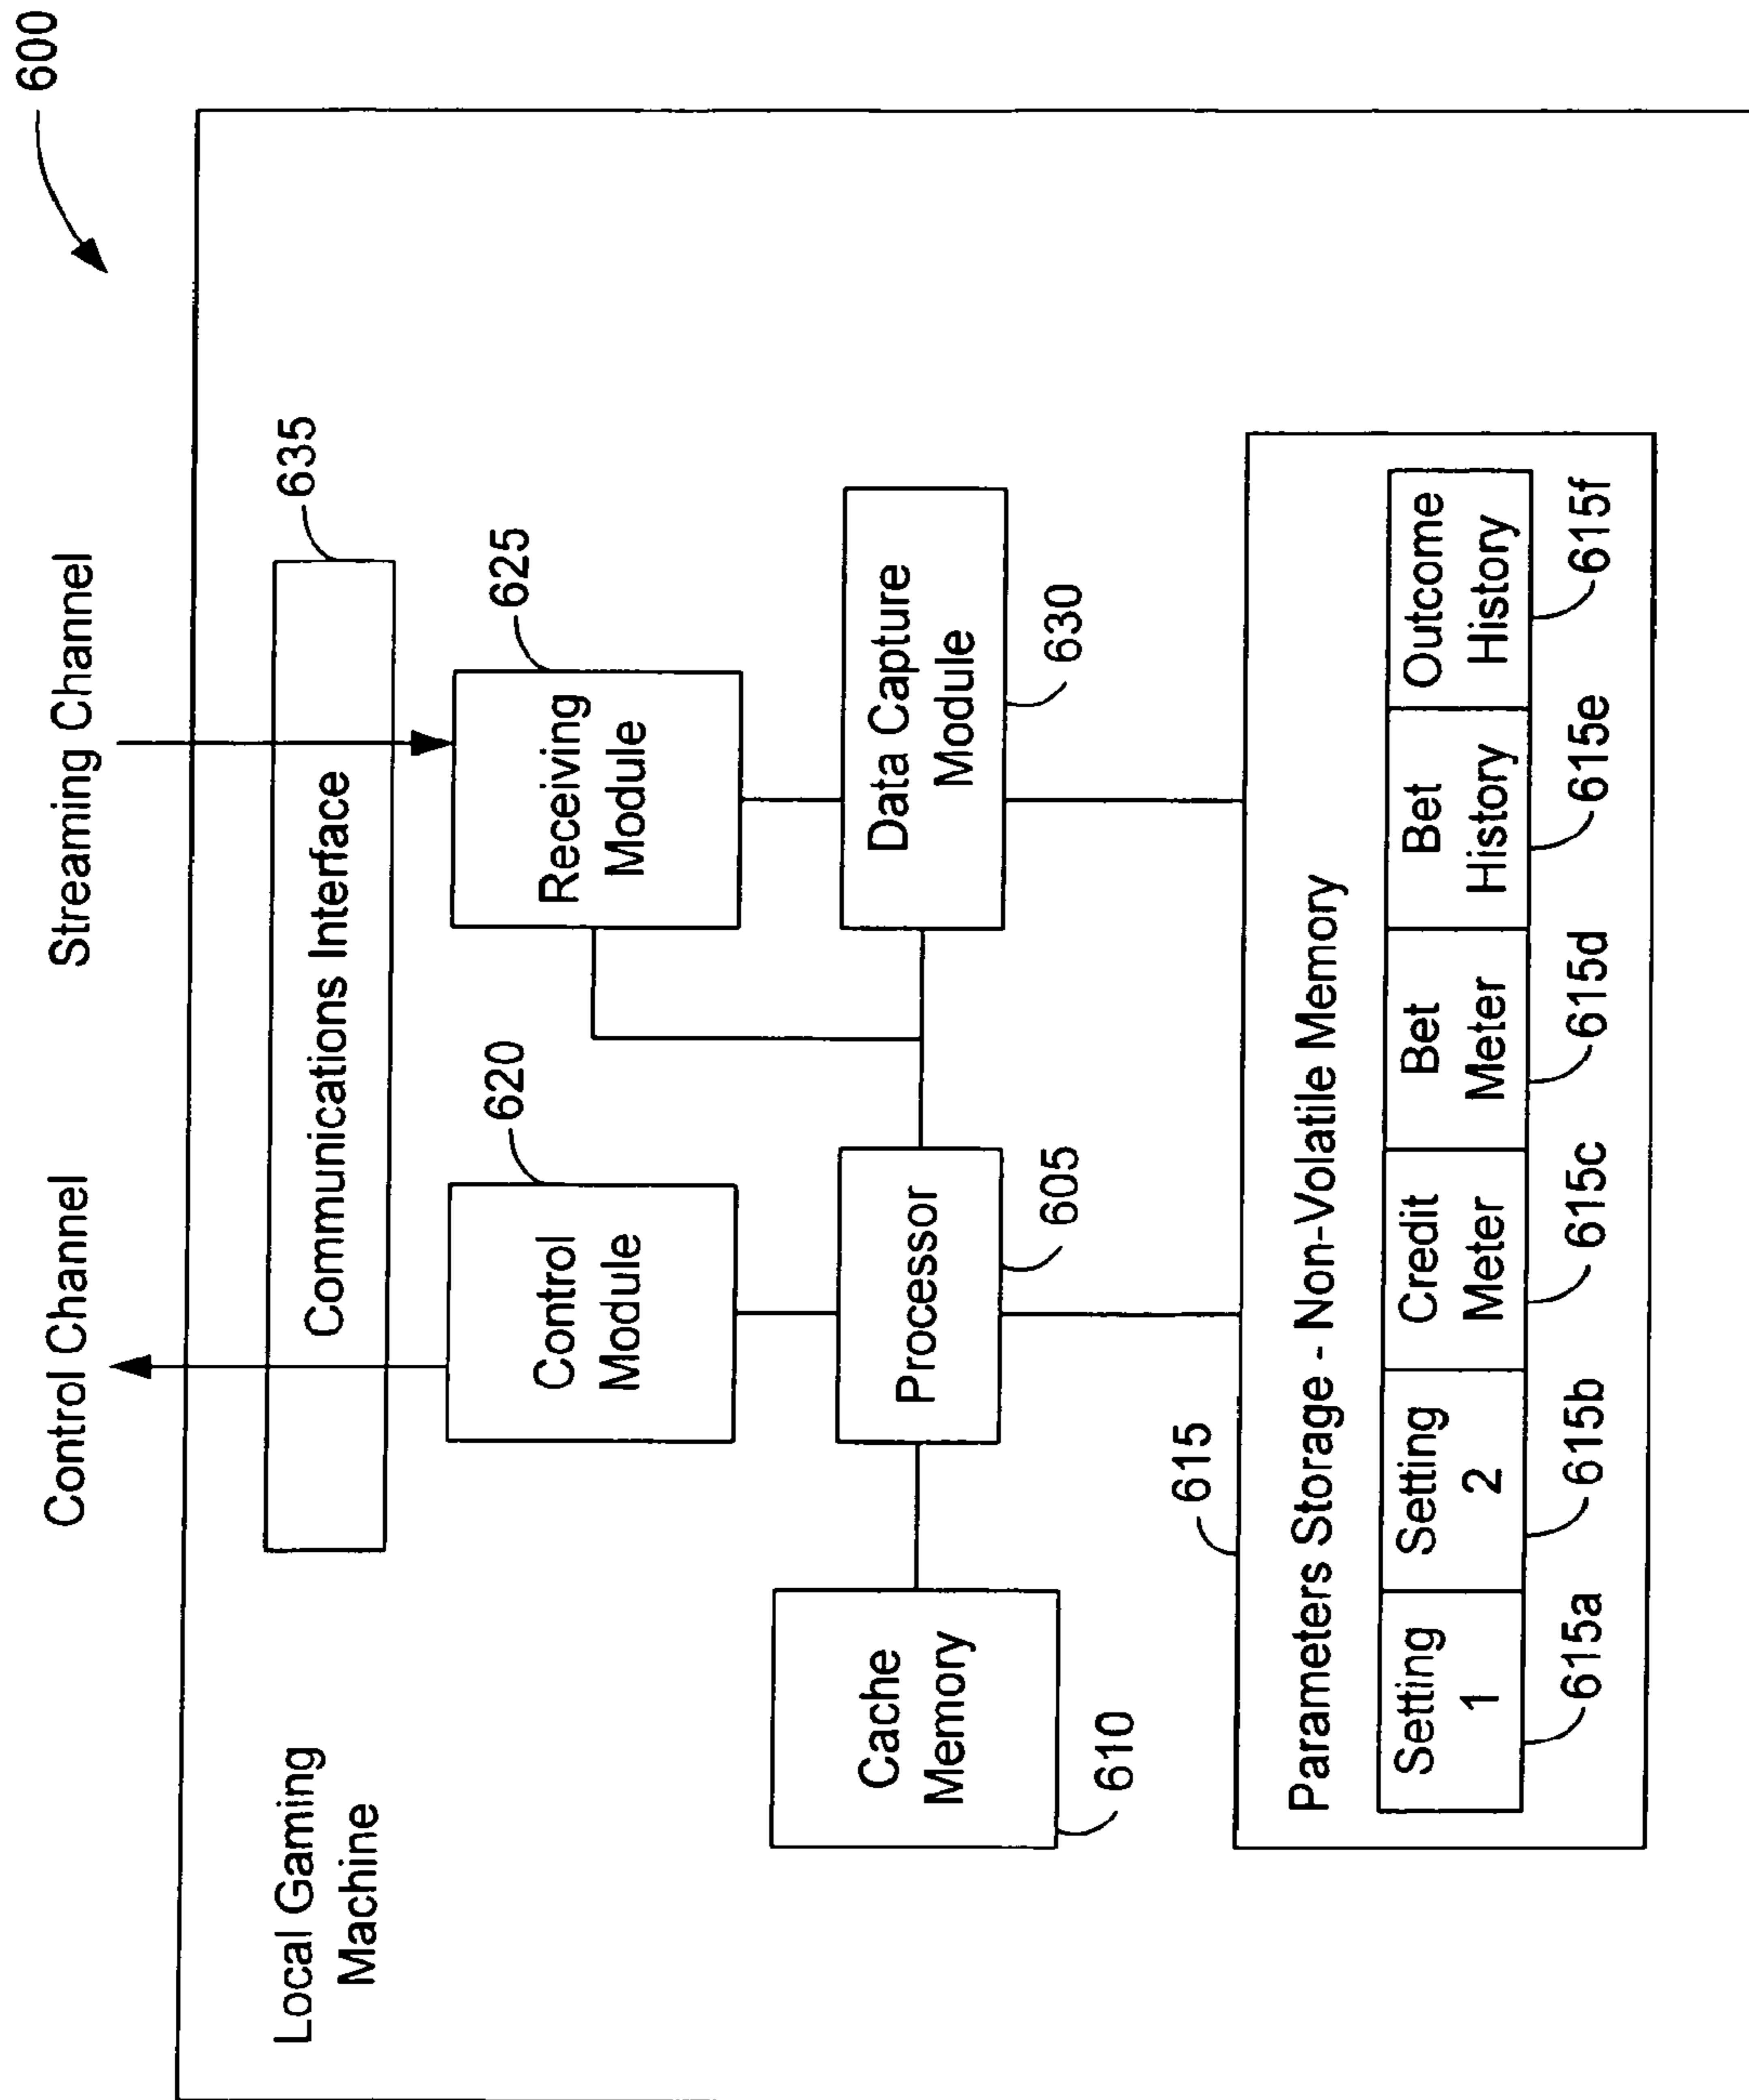 600
Control Channel
Streaming Channel
Local Gaming
Machine
Communications Interface
635
Control
Module
620
Receiving
Module
625
Cache
Memory
610
Processor
605
Data Capture
Module
630
615
Parameters Storage - Non-Volatile Memory
Setting
1
Setting
2
Credit
Meter
Bet
Meter
Bet
History
Outcome
History
615a
615b
615c
615d
615e
615f